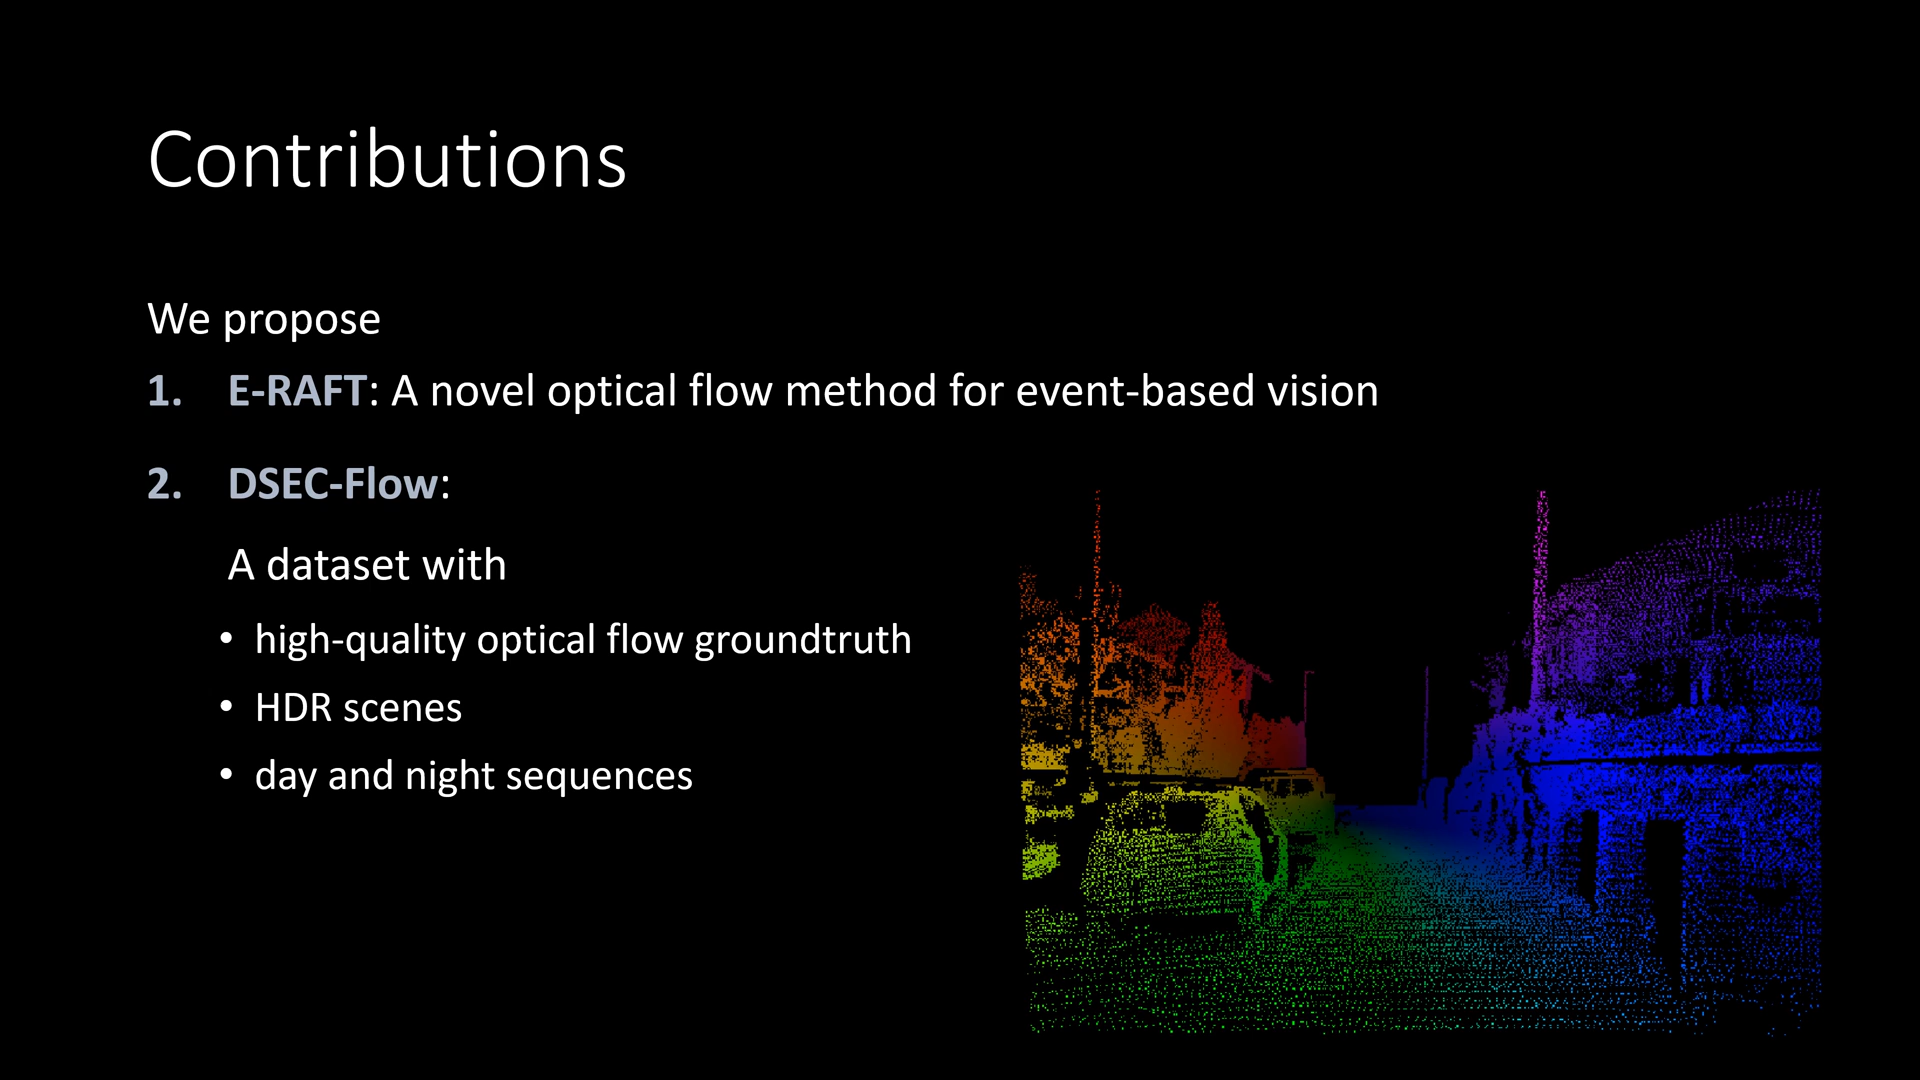 Contributions
We propose
1. E-RAFT: A novel optical flow method for event-based vision
2. DSEC-Flow:
A dataset with
• high-quality optical flow groundtruth
• HDR scenes
• day and night sequences